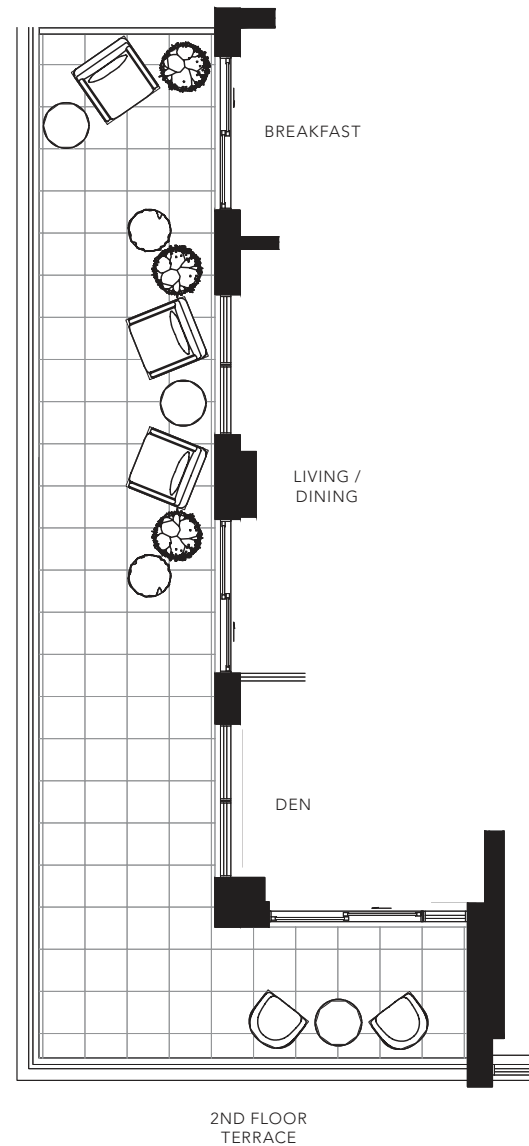 BREAKFAST
LIVING /
DINING
DEN
2ND FLOOR
TERRACE